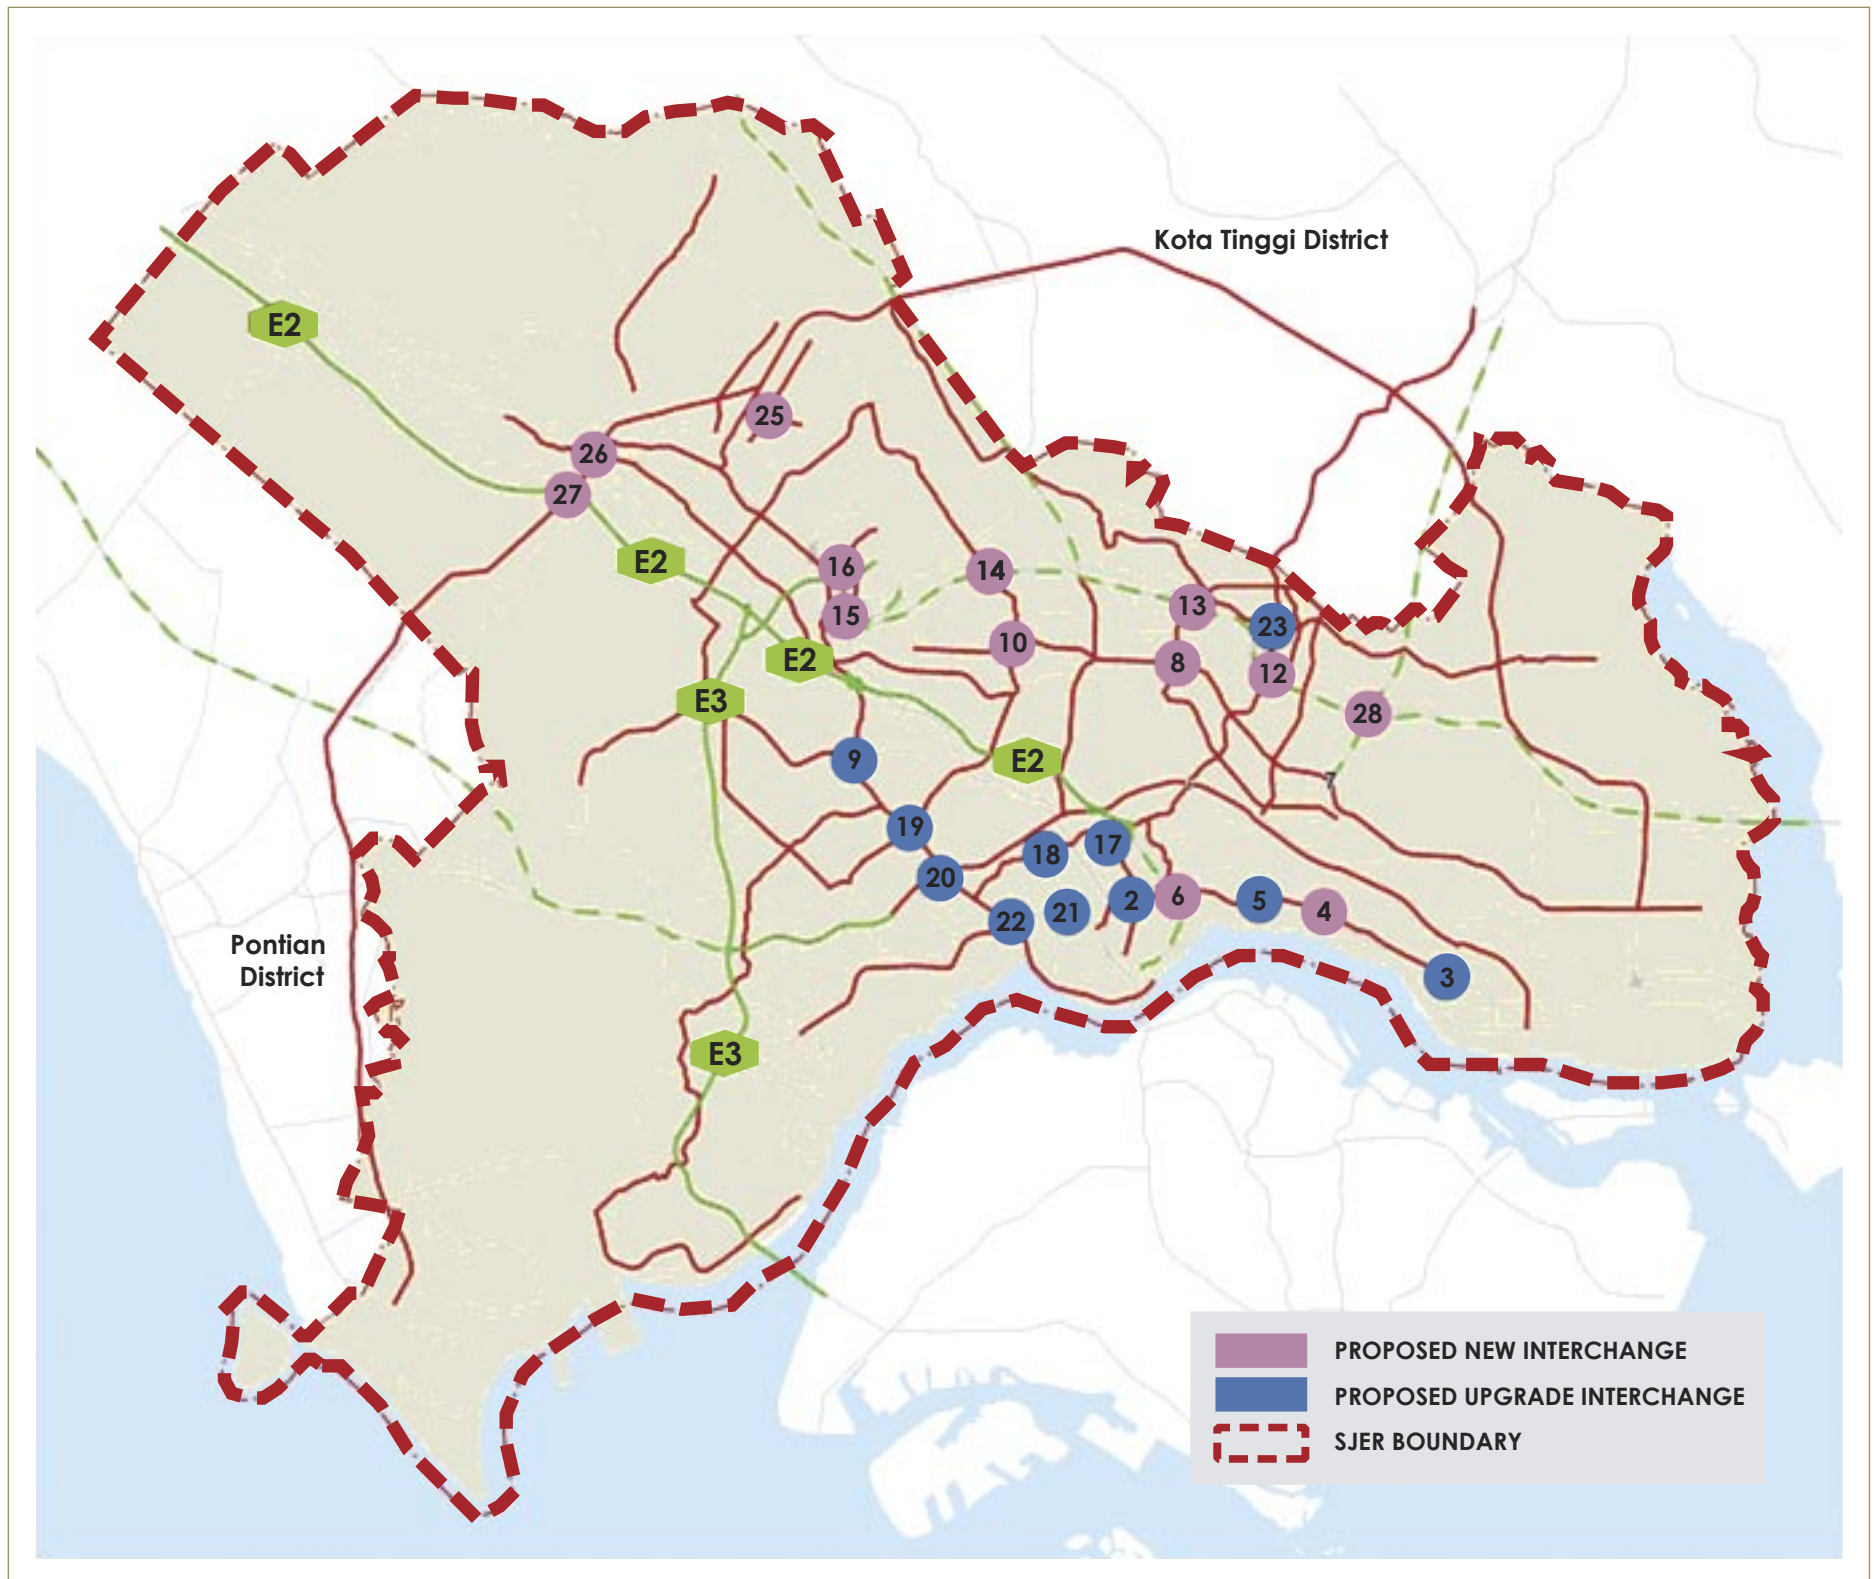 Kota Tinggi District
E2
25
26
27
E2
16
14
15
13
23
10
E2
8
12
E3
28
9
E2
7
19
17
18
20
6
2
5
21
4
22
Pontian
District
3
E3
PROPOSED NEW INTERCHANGE
PROPOSED UPGRADE INTERCHANGE
SJER BOUNDARY